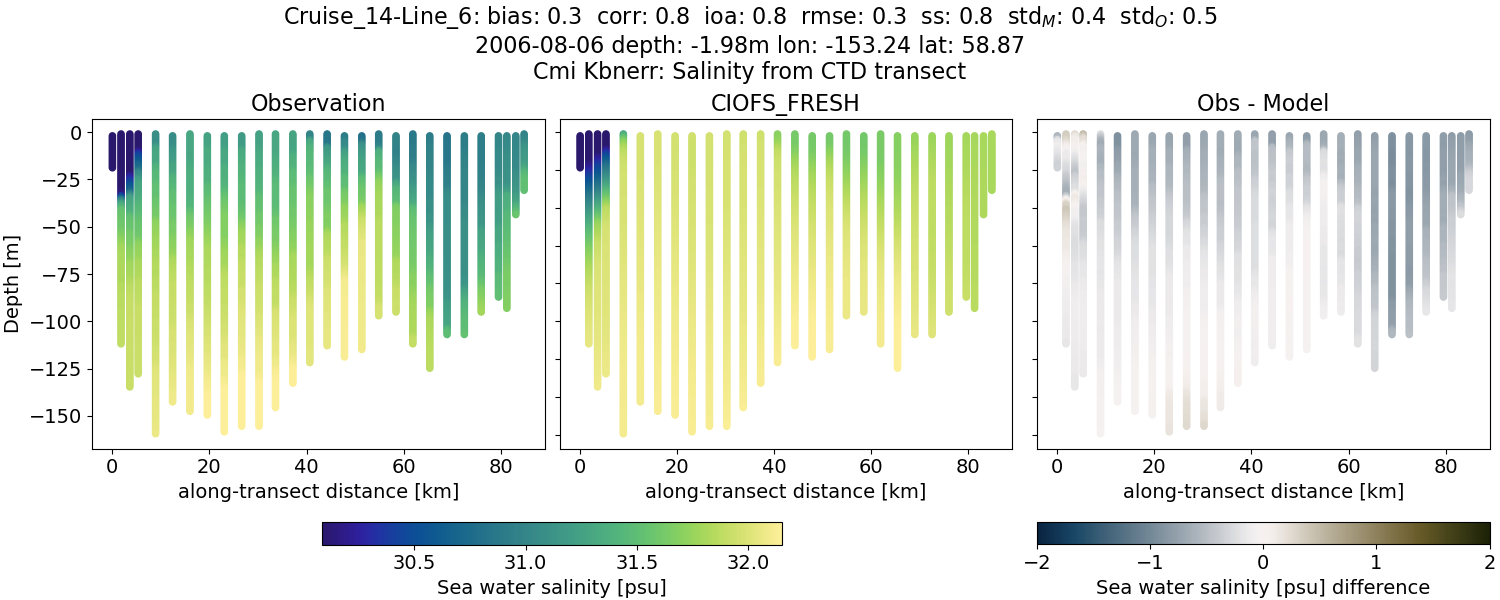 Cruise_14-Line_6: bias: 0.3 corr: 0.8 ioa: 0.8 rmse: 0.3 ss: 0.8 std_M: 0.4 std_O: 0.5
2006-08-06 depth: -1.98m lon: -153.24 lat: 58.87
Cmi Kbnerr: Salinity from CTD transect
Observation
CIOFS_FRESH
Obs - Model
Depth [m]
0
−25
−50
−75
−100
−125
−150
0 20 40 60 80
0 20 40 60 80
0 20 40 60 80
along-transect distance [km]
along-transect distance [km]
along-transect distance [km]
30.5 31.0 31.5 32.0
Sea water salinity [psu]
−2 −1 0 1 2
Sea water salinity [psu] difference